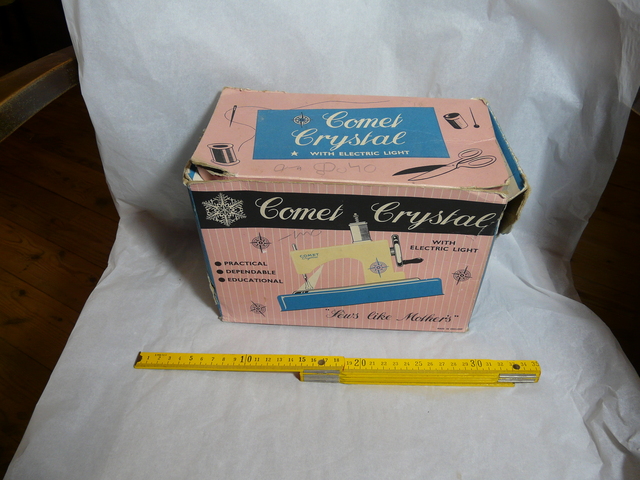 Comet
Crystal
★ WITH ELECTRIC LIGHT
Comet Crystal
WITH
ELECTRIC LIGHT
COMET
● PRACTICAL
● DEPENDABLE
● EDUCATIONAL
"Sews like Mother's"
10 20 30